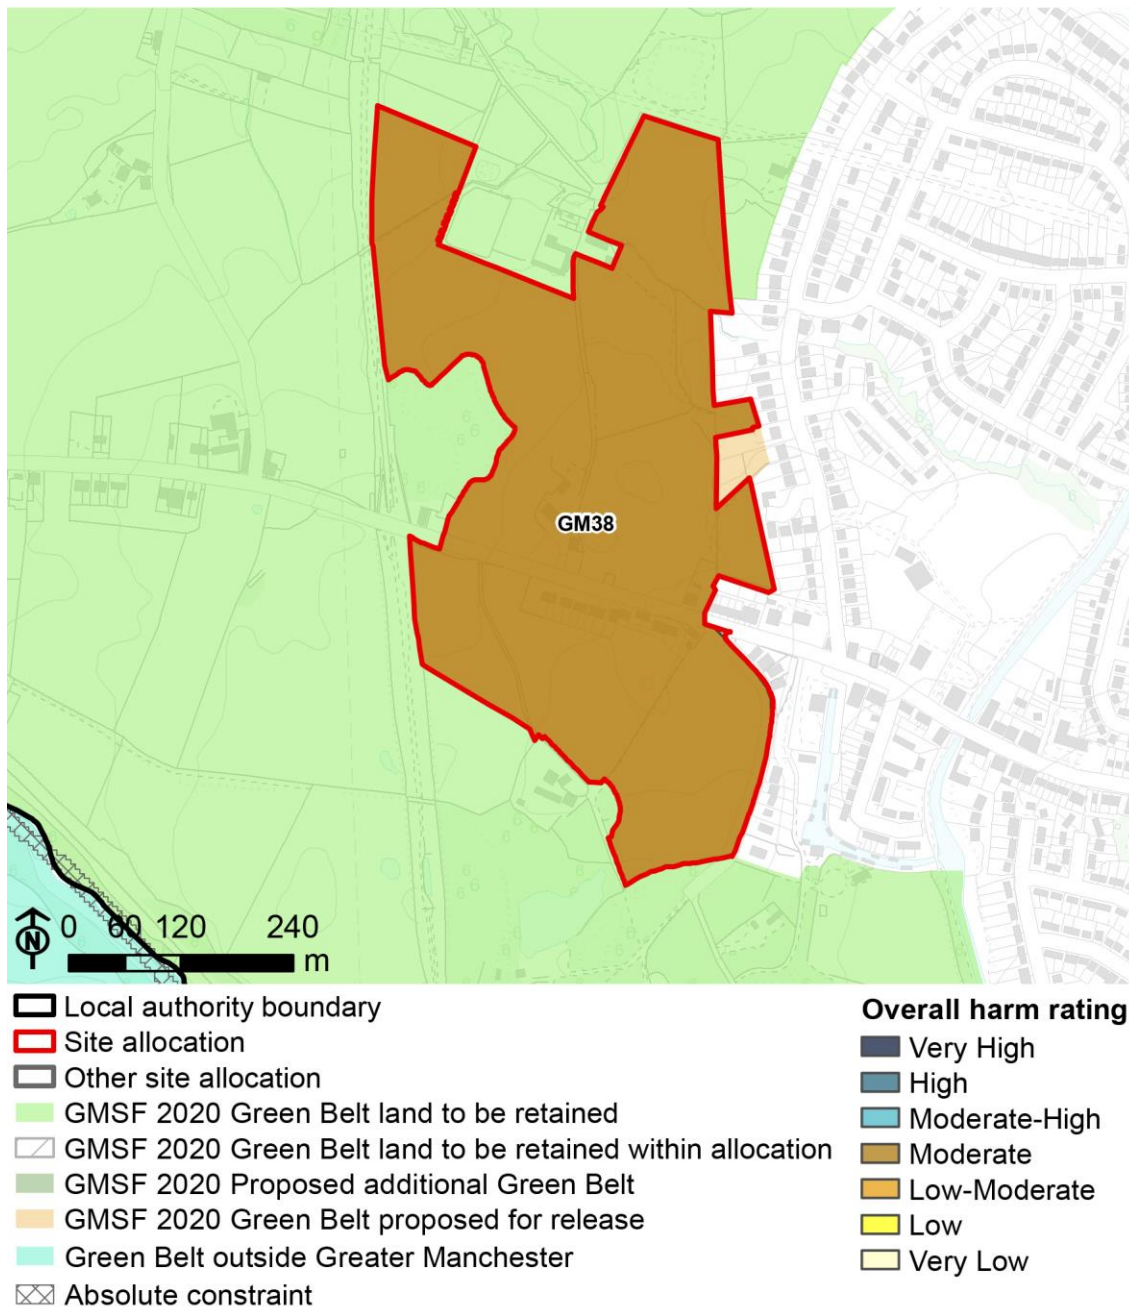 GM38
N
0 60 120 240
m
Local authority boundary
Site allocation
Other site allocation
GMSF 2020 Green Belt land to be retained
GMSF 2020 Green Belt land to be retained within allocation
GMSF 2020 Proposed additional Green Belt
GMSF 2020 Green Belt proposed for release
Green Belt outside Greater Manchester
Absolute constraint
Overall harm rating
Very High
High
Moderate-High
Moderate
Low-Moderate
Low
Very Low